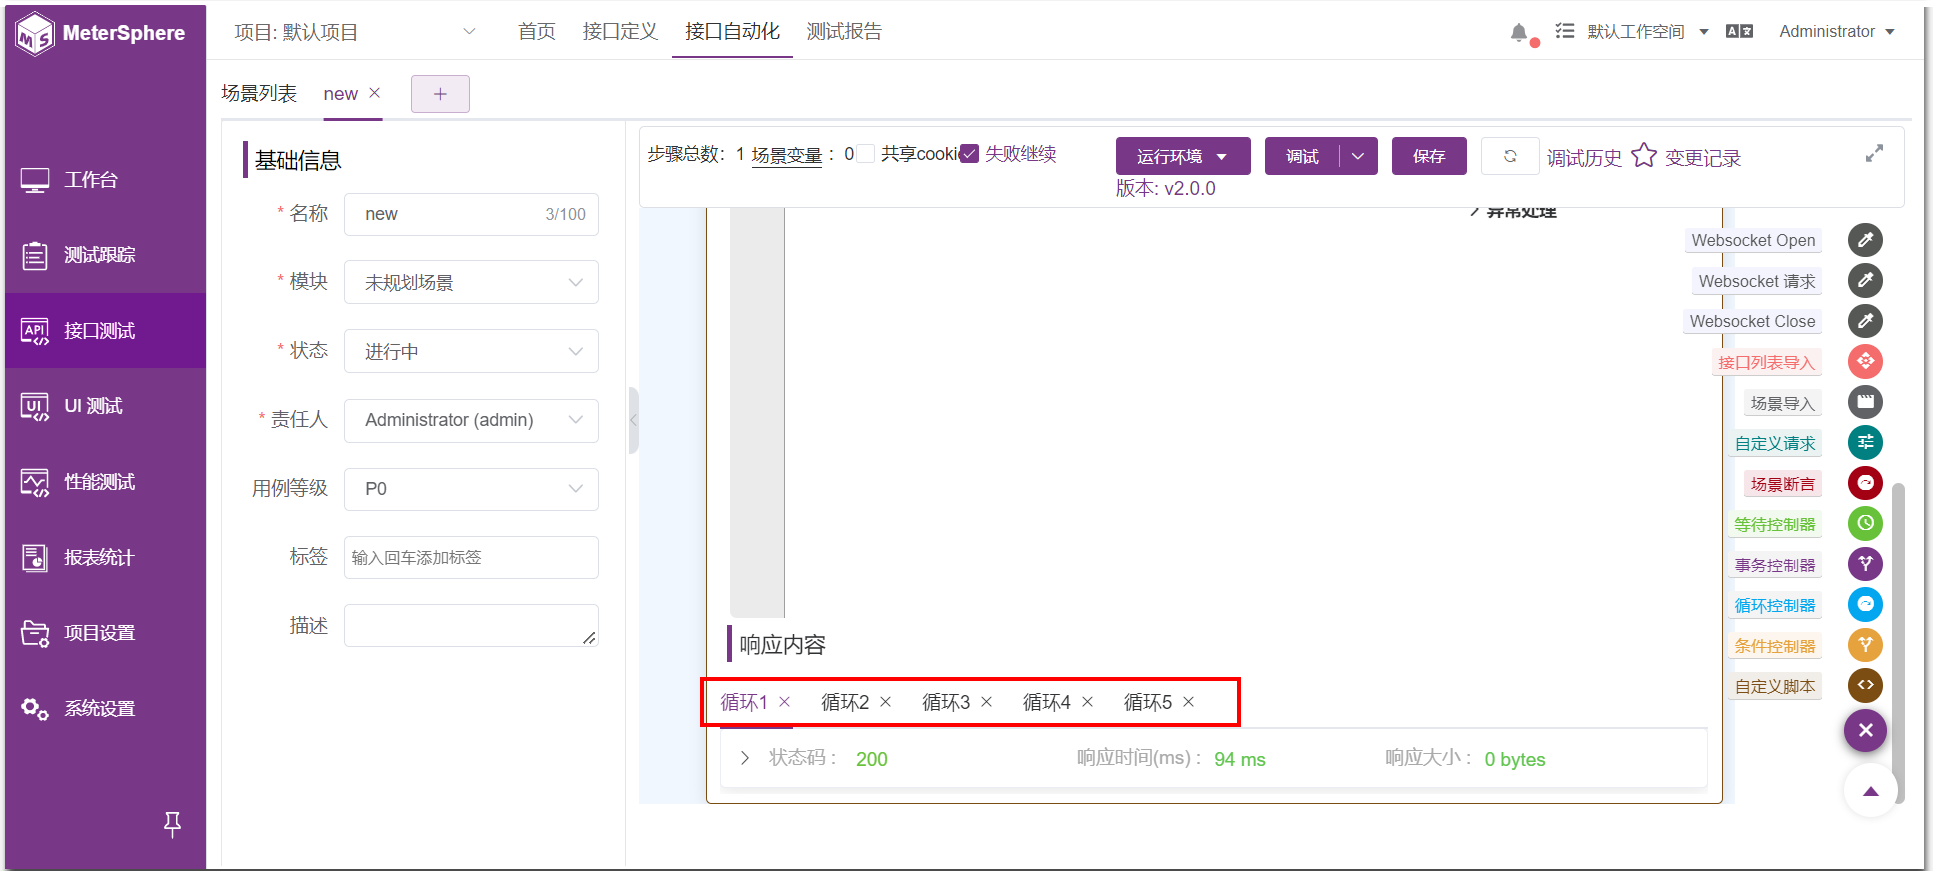 MeterSphere
项目: 默认项目
首页 接口定义 接口自动化 测试报告
默认工作空间
Administrator
场景列表 new
+
工作台
测试跟踪
接口测试
UI 测试
性能测试
报表统计
项目设置
系统设置
基础信息
* 名称 new 3/100
* 模块 未规划场景
* 状态 进行中
* 责任人 Administrator (admin)
用例等级 P0
标签 输入回车添加标签
描述
步骤总数: 1 场景变量 : 0 共享cooki 失败继续
运行环境 调试 保存 调试历史 变更记录
版本: v2.0.0
异常处理
Websocket Open
Websocket 请求
Websocket Close
接口列表导入
场景导入
自定义请求
场景断言
等待控制器
事务控制器
循环控制器
条件控制器
自定义脚本
响应内容
循环1 循环2 循环3 循环4 循环5
状态码 : 200 响应时间(ms) : 94 ms 响应大小 : 0 bytes